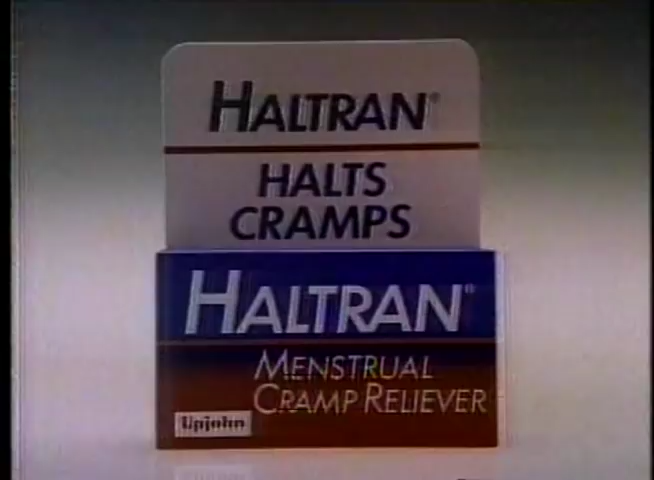 HALTRAN®
HALTS
CRAMPS
HALTRAN®
MENSTRUAL
CRAMP RELIEVER
Upjohn